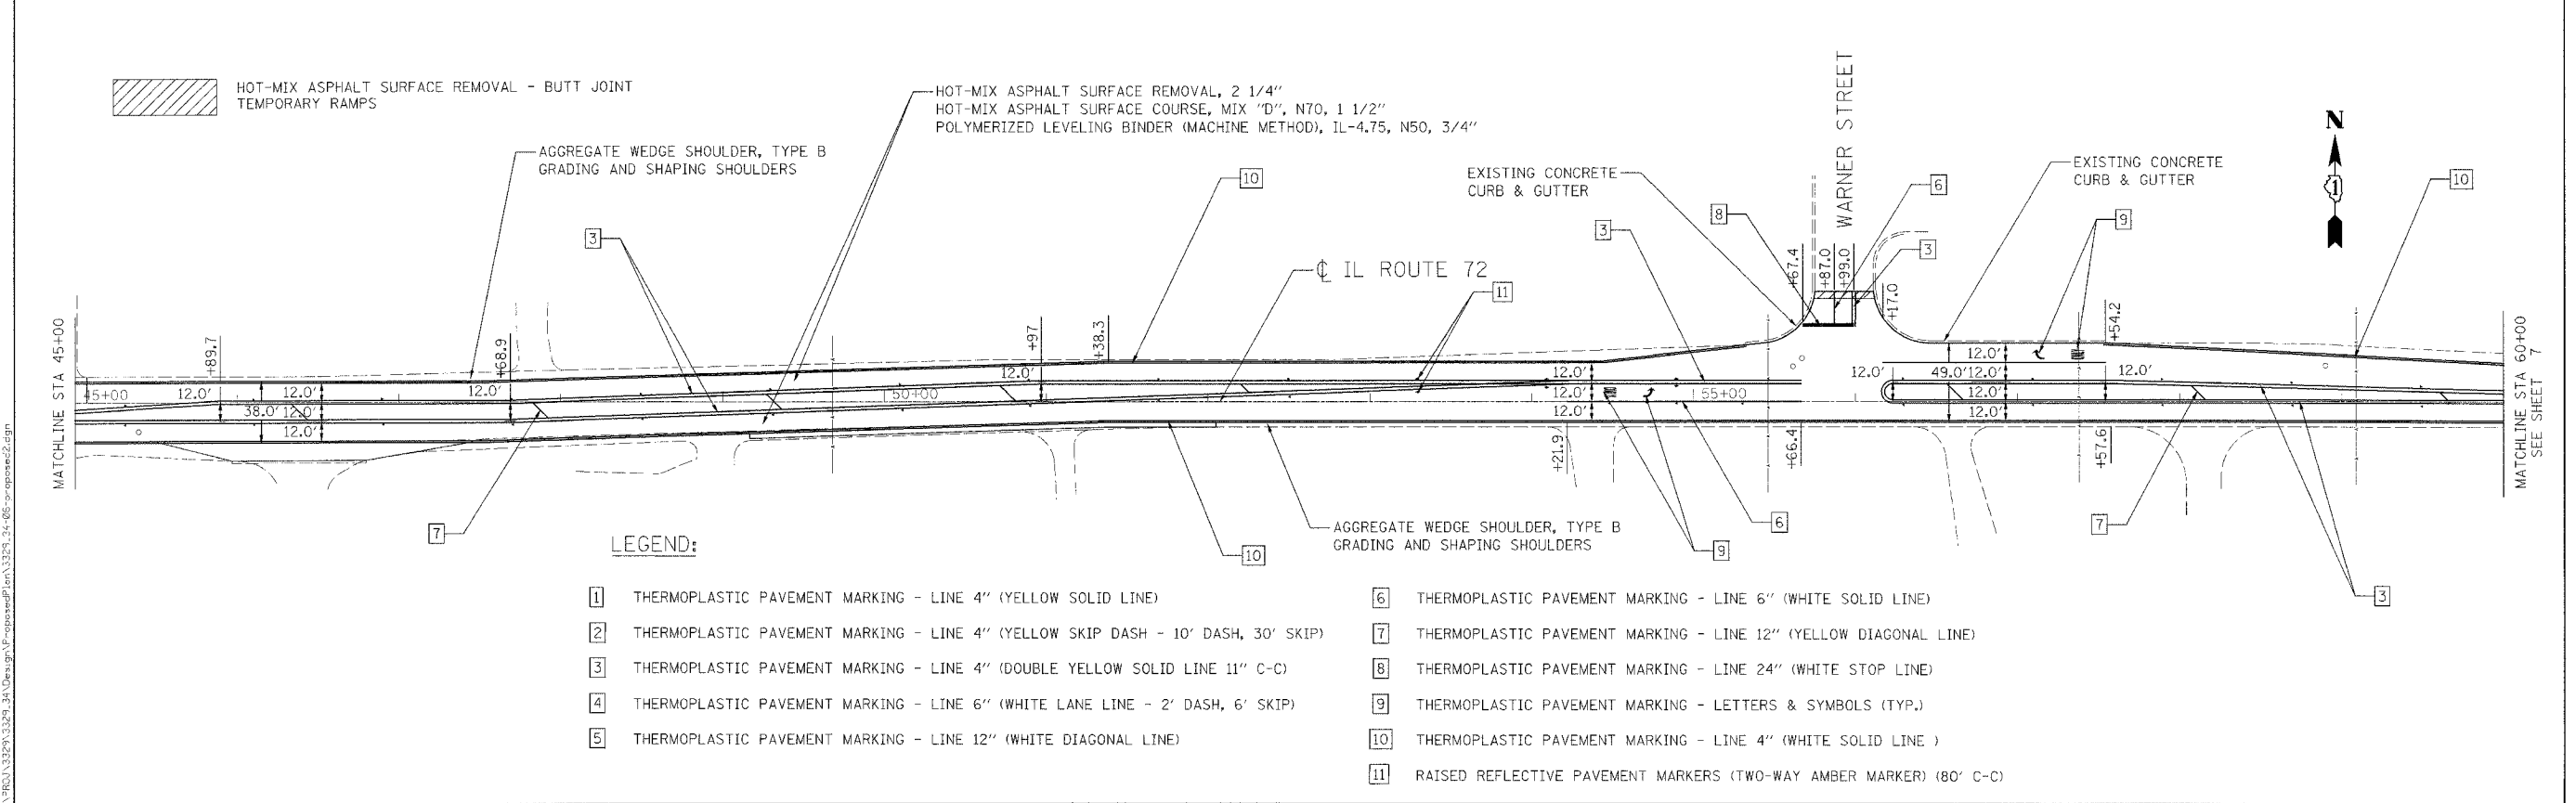 HOT-MIX ASPHALT SURFACE REMOVAL - BUTT JOINT
TEMPORARY RAMPS
HOT-MIX ASPHALT SURFACE REMOVAL, 2 1/4"
HOT-MIX ASPHALT SURFACE COURSE, MIX "D", N70, 1 1/2"
POLYMERIZED LEVELING BINDER (MACHINE METHOD), IL-4.75, N50, 3/4"
AGGREGATE WEDGE SHOULDER, TYPE B
GRADING AND SHAPING SHOULDERS
10
EXISTING CONCRETE
CURB & GUTTER
WARNER STREET
6
EXISTING CONCRETE
CURB & GUTTER
N
1
10
8
3
3
9
3
℄ IL ROUTE 72
11
+67.4
+87.0
+99.0
+17.0
+54.2
MATCHLINE STA 45+00
+89.7
+68.9
+97
+38.3
45+00
12.0'
12.0'
12.0'
38.0'
12.0'
12.0'
50+00
12.0'
12.0'
12.0'
12.0'
55+00
12.0'
12.0'
49.0'
12.0'
12.0'
12.0'
+21.9
+66.4
+57.6
MATCHLINE STA 60+00
SEE SHEET 7
7
10
AGGREGATE WEDGE SHOULDER, TYPE B
GRADING AND SHAPING SHOULDERS
9
6
7
3
LEGEND:
1 THERMOPLASTIC PAVEMENT MARKING - LINE 4" (YELLOW SOLID LINE)
2 THERMOPLASTIC PAVEMENT MARKING - LINE 4" (YELLOW SKIP DASH - 10' DASH, 30' SKIP)
3 THERMOPLASTIC PAVEMENT MARKING - LINE 4" (DOUBLE YELLOW SOLID LINE 11" C-C)
4 THERMOPLASTIC PAVEMENT MARKING - LINE 6" (WHITE LANE LINE - 2' DASH, 6' SKIP)
5 THERMOPLASTIC PAVEMENT MARKING - LINE 12" (WHITE DIAGONAL LINE)
6 THERMOPLASTIC PAVEMENT MARKING - LINE 6" (WHITE SOLID LINE)
7 THERMOPLASTIC PAVEMENT MARKING - LINE 12" (YELLOW DIAGONAL LINE)
8 THERMOPLASTIC PAVEMENT MARKING - LINE 24" (WHITE STOP LINE)
9 THERMOPLASTIC PAVEMENT MARKING - LETTERS & SYMBOLS (TYP.)
10 THERMOPLASTIC PAVEMENT MARKING - LINE 4" (WHITE SOLID LINE )
11 RAISED REFLECTIVE PAVEMENT MARKERS (TWO-WAY AMBER MARKER) (80' C-C)